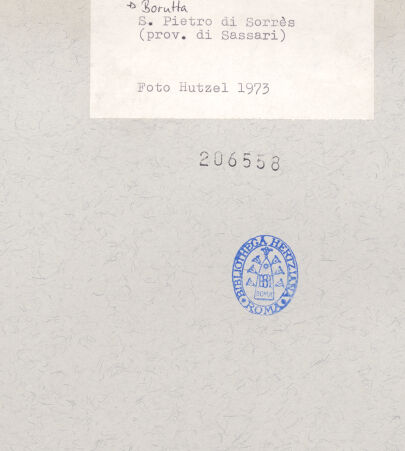 → Borutta
S. Pietro di Sorrès
(prov. di Sassari)
Foto Hutzel 1973
206558
BIBLIOTHECA HERTZIANA
ROMA